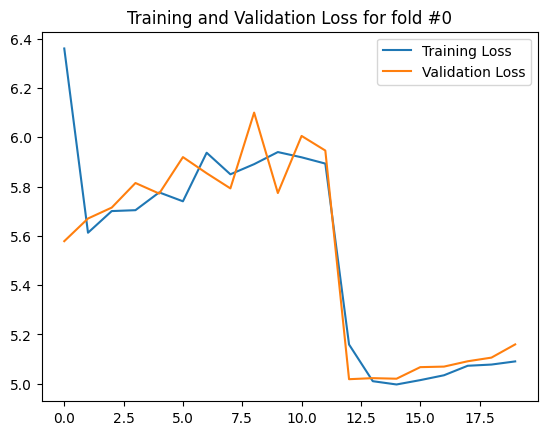 Training and Validation Loss for fold #0
6.4
Training Loss
Validation Loss
6.2
6.0
5.8
5.6
5.4
5.2
5.0
0.0 2.5 5.0 7.5 10.0 12.5 15.0 17.5